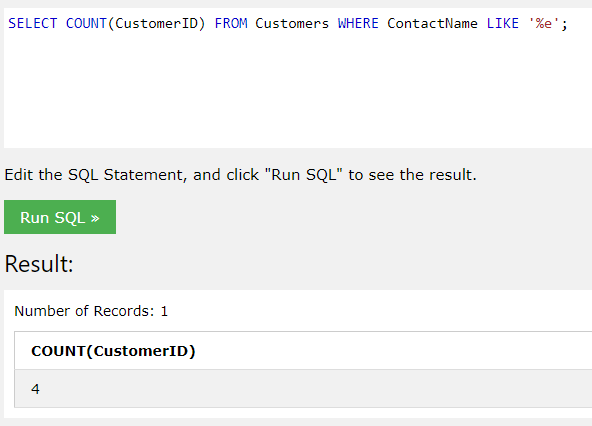 SELECT COUNT(CustomerID) FROM Customers WHERE ContactName LIKE '%e';
Edit the SQL Statement, and click "Run SQL" to see the result.
Run SQL »
Result:
Number of Records: 1
COUNT(CustomerID)
4